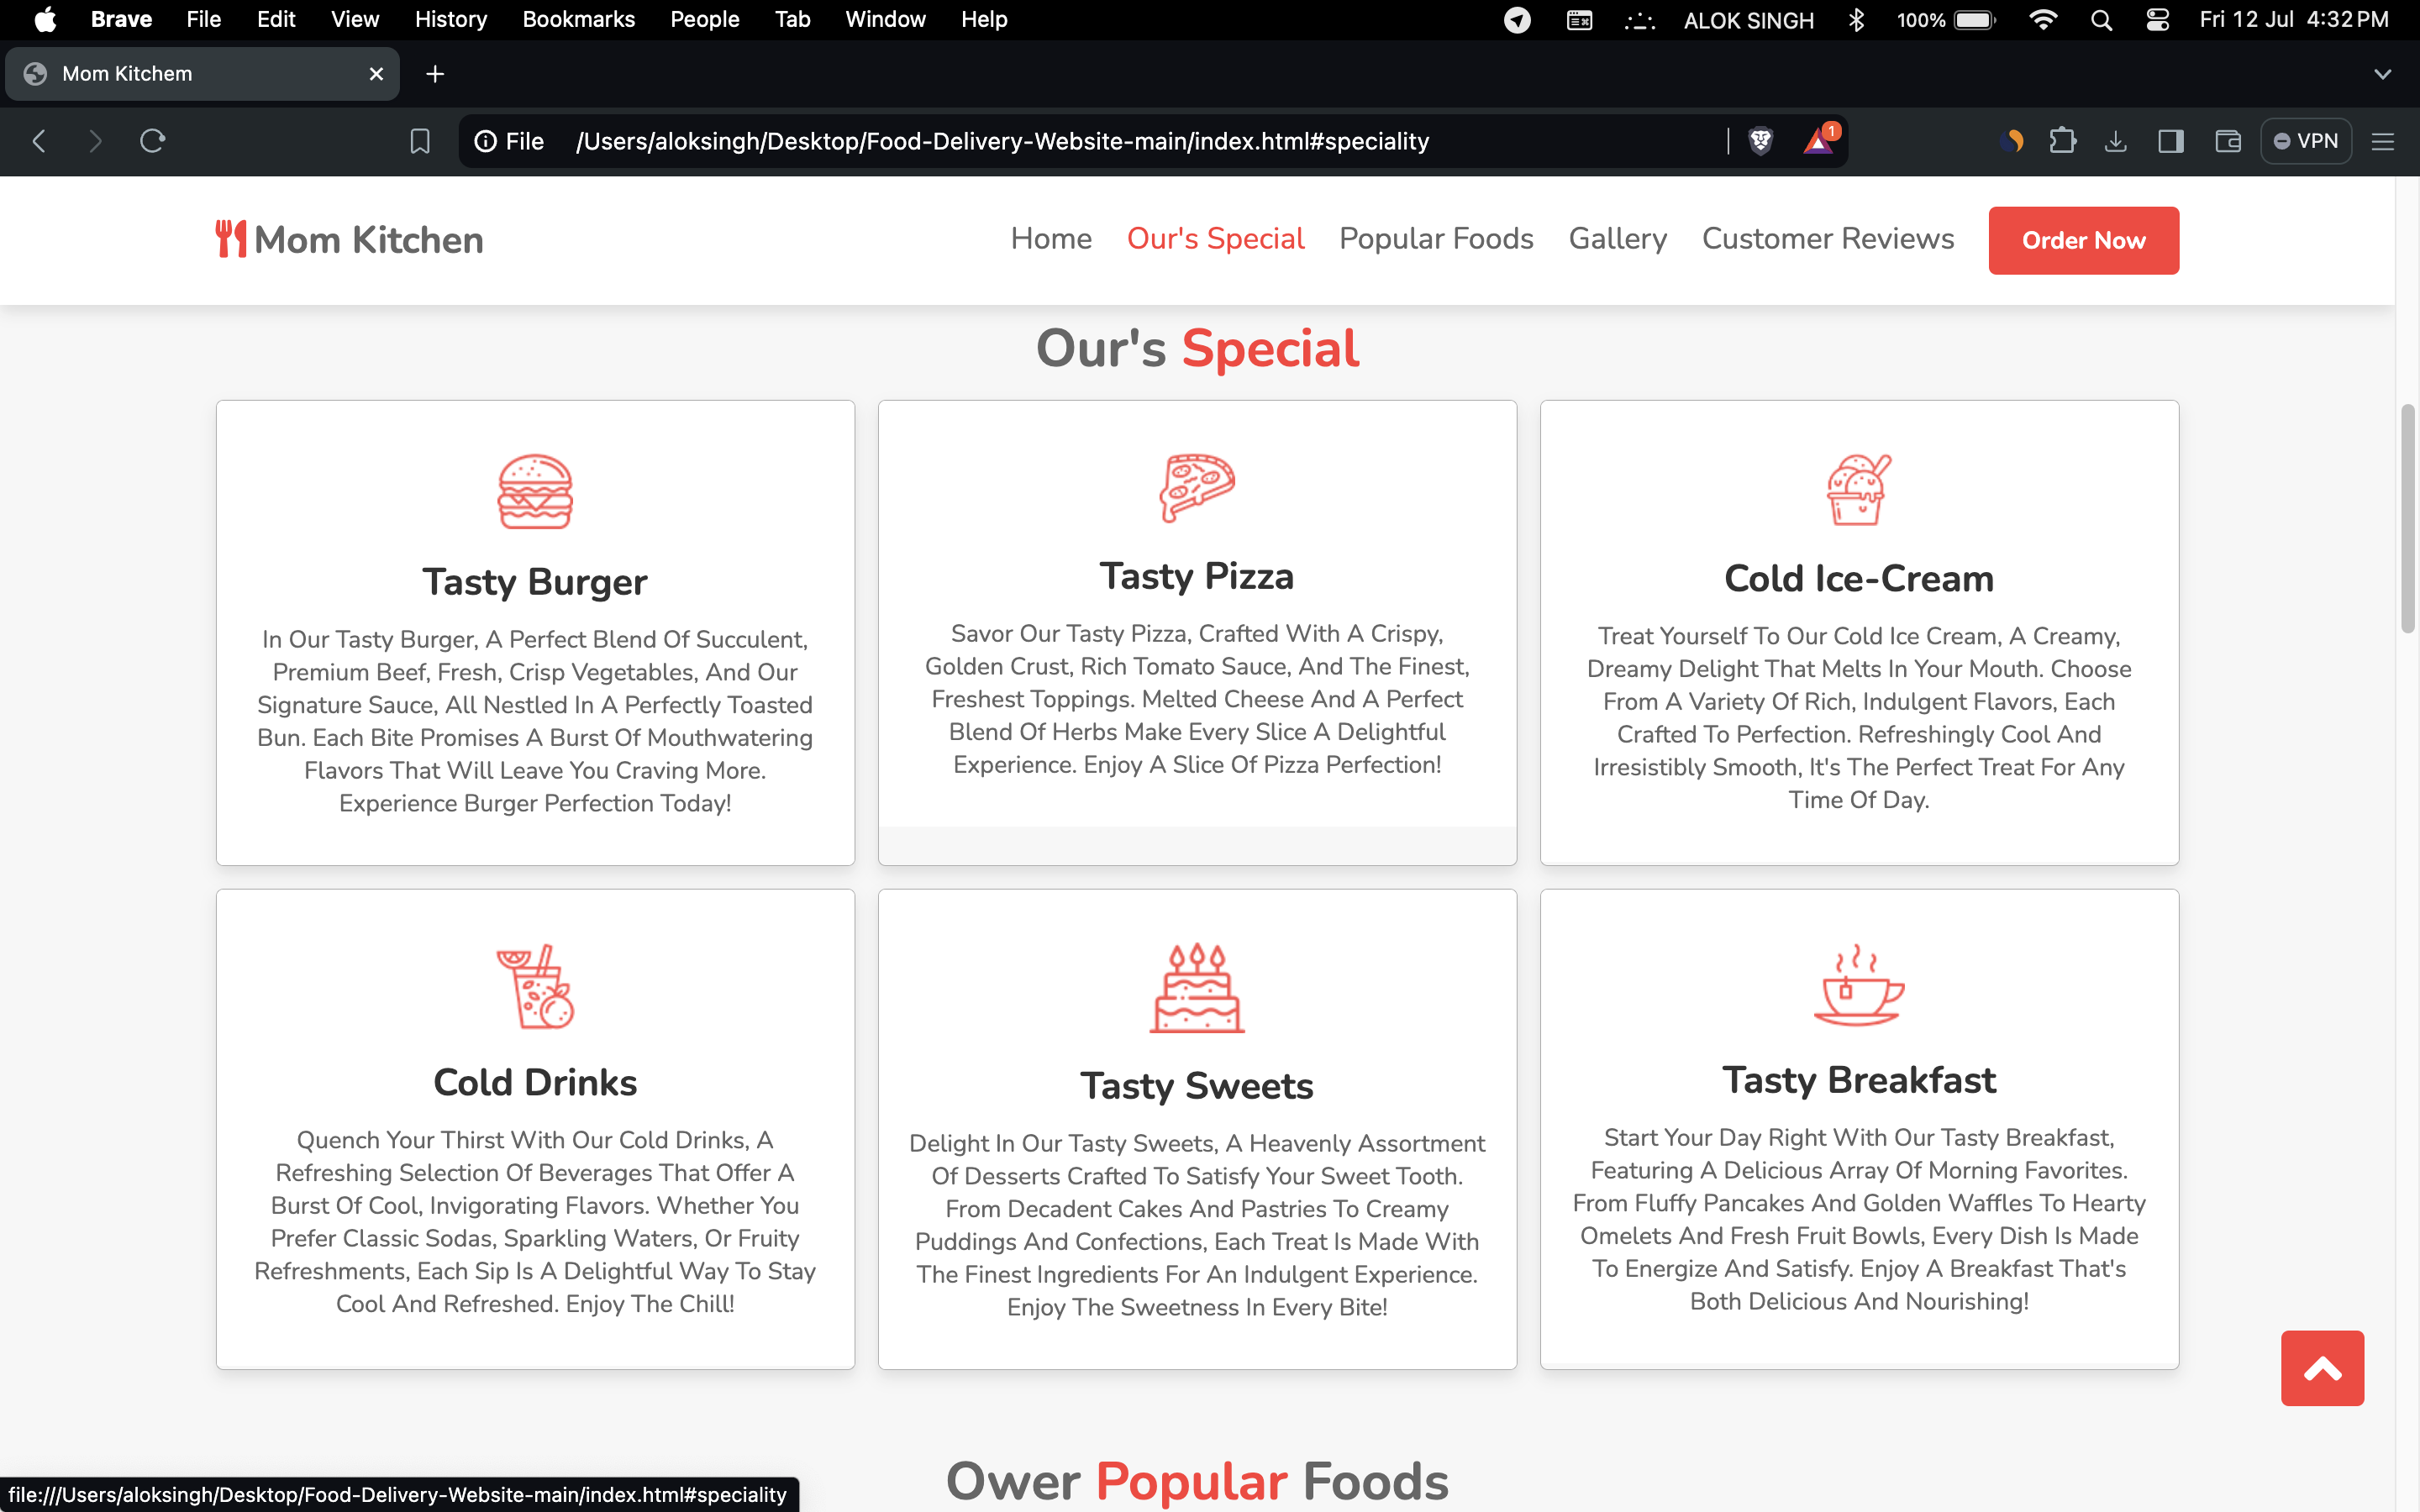 Brave File Edit View History Bookmarks People Tab Window Help ALOK SINGH 100% Fri 12 Jul 4:32 PM
Mom Kitchem
File /Users/aloksingh/Desktop/Food-Delivery-Website-main/index.html#speciality 1 VPN
Mom Kitchen Home Our's Special Popular Foods Gallery Customer Reviews Order Now
Our's Special
Tasty Burger
In Our Tasty Burger, A Perfect Blend Of Succulent,
Premium Beef, Fresh, Crisp Vegetables, And Our
Signature Sauce, All Nestled In A Perfectly Toasted
Bun. Each Bite Promises A Burst Of Mouthwatering
Flavors That Will Leave You Craving More.
Experience Burger Perfection Today!
Tasty Pizza
Savor Our Tasty Pizza, Crafted With A Crispy,
Golden Crust, Rich Tomato Sauce, And The Finest,
Freshest Toppings. Melted Cheese And A Perfect
Blend Of Herbs Make Every Slice A Delightful
Experience. Enjoy A Slice Of Pizza Perfection!
Cold Ice-Cream
Treat Yourself To Our Cold Ice Cream, A Creamy,
Dreamy Delight That Melts In Your Mouth. Choose
From A Variety Of Rich, Indulgent Flavors, Each
Crafted To Perfection. Refreshingly Cool And
Irresistibly Smooth, It's The Perfect Treat For Any
Time Of Day.
Cold Drinks
Quench Your Thirst With Our Cold Drinks, A
Refreshing Selection Of Beverages That Offer A
Burst Of Cool, Invigorating Flavors. Whether You
Prefer Classic Sodas, Sparkling Waters, Or Fruity
Refreshments, Each Sip Is A Delightful Way To Stay
Cool And Refreshed. Enjoy The Chill!
Tasty Sweets
Delight In Our Tasty Sweets, A Heavenly Assortment
Of Desserts Crafted To Satisfy Your Sweet Tooth.
From Decadent Cakes And Pastries To Creamy
Puddings And Confections, Each Treat Is Made With
The Finest Ingredients For An Indulgent Experience.
Enjoy The Sweetness In Every Bite!
Tasty Breakfast
Start Your Day Right With Our Tasty Breakfast,
Featuring A Delicious Array Of Morning Favorites.
From Fluffy Pancakes And Golden Waffles To Hearty
Omelets And Fresh Fruit Bowls, Every Dish Is Made
To Energize And Satisfy. Enjoy A Breakfast That's
Both Delicious And Nourishing!
Ower Popular Foods
file:///Users/aloksingh/Desktop/Food-Delivery-Website-main/index.html#speciality